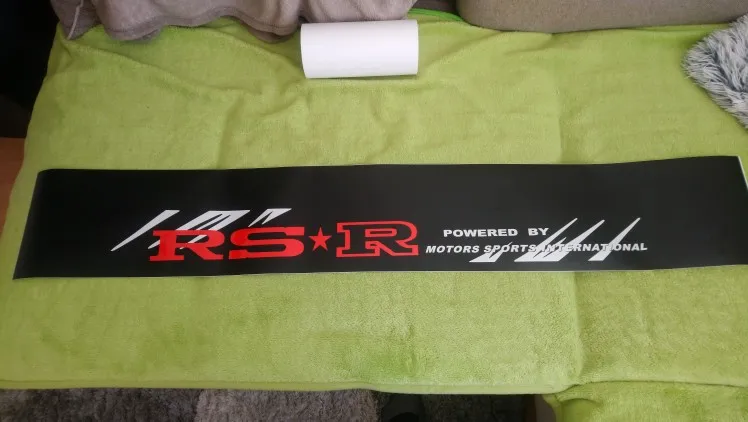 RS★R
POWERED BY
MOTORS SPORTS INTERNATIONAL